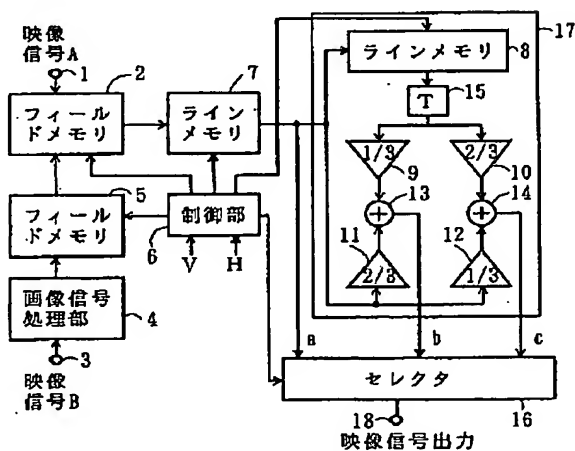 映像
信号A
1
2
フィール
ドメモリ
7
ライン
メモリ
ラインメモリ
8
17
T
15
1/3
9
2/3
10
13
14
11
2/3
12
1/3
5
フィール
ドメモリ
制御部
6
V
H
画像信号
処理部
4
3
映像
信号B
a
b
c
セレクタ
16
18
映像信号出力